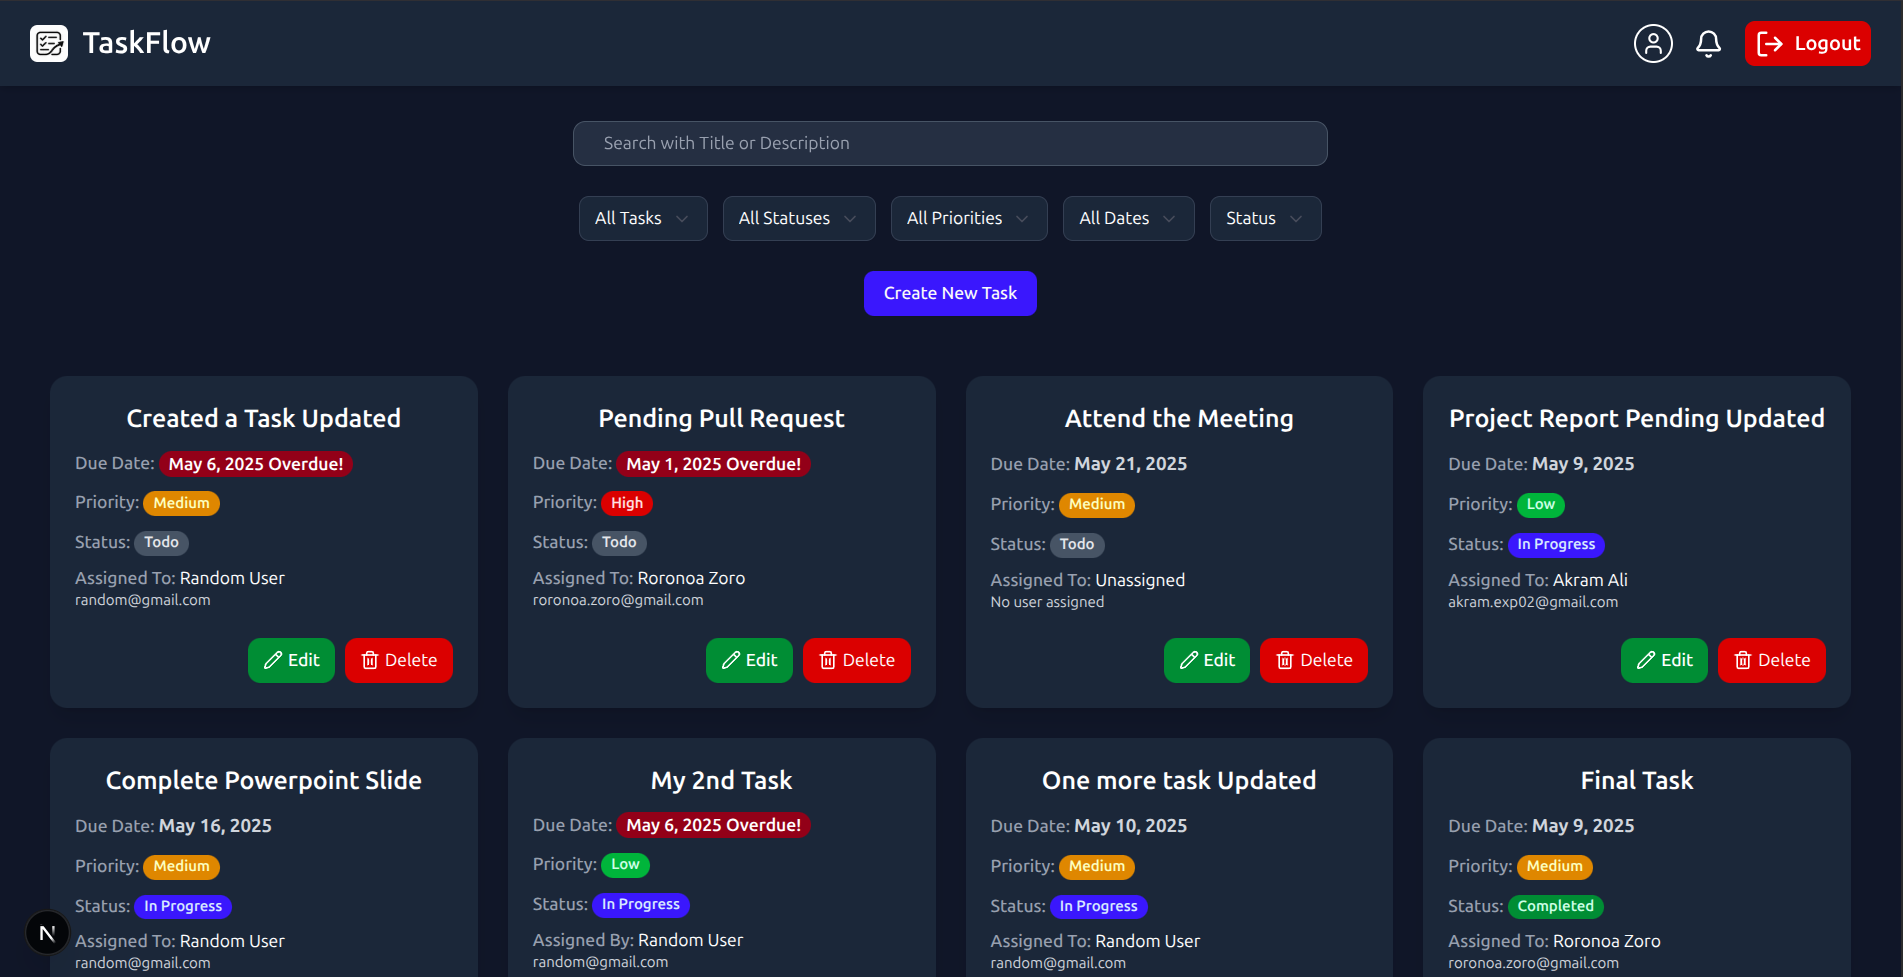 TaskFlow
Logout
Search with Title or Description
All Tasks
All Statuses
All Priorities
All Dates
Status
Create New Task
Created a Task Updated
Due Date: May 6, 2025 Overdue!
Priority: Medium
Status: Todo
Assigned To: Random User
random@gmail.com
Edit
Delete
Pending Pull Request
Due Date: May 1, 2025 Overdue!
Priority: High
Status: Todo
Assigned To: Roronoa Zoro
roronoa.zoro@gmail.com
Edit
Delete
Attend the Meeting
Due Date: May 21, 2025
Priority: Medium
Status: Todo
Assigned To: Unassigned
No user assigned
Edit
Delete
Project Report Pending Updated
Due Date: May 9, 2025
Priority: Low
Status: In Progress
Assigned To: Akram Ali
akram.exp02@gmail.com
Edit
Delete
Complete Powerpoint Slide
Due Date: May 16, 2025
Priority: Medium
Status: In Progress
Assigned To: Random User
random@gmail.com
My 2nd Task
Due Date: May 6, 2025 Overdue!
Priority: Low
Status: In Progress
Assigned By: Random User
random@gmail.com
One more task Updated
Due Date: May 10, 2025
Priority: Medium
Status: In Progress
Assigned To: Random User
random@gmail.com
Final Task
Due Date: May 9, 2025
Priority: Medium
Status: Completed
Assigned To: Roronoa Zoro
roronoa.zoro@gmail.com
N